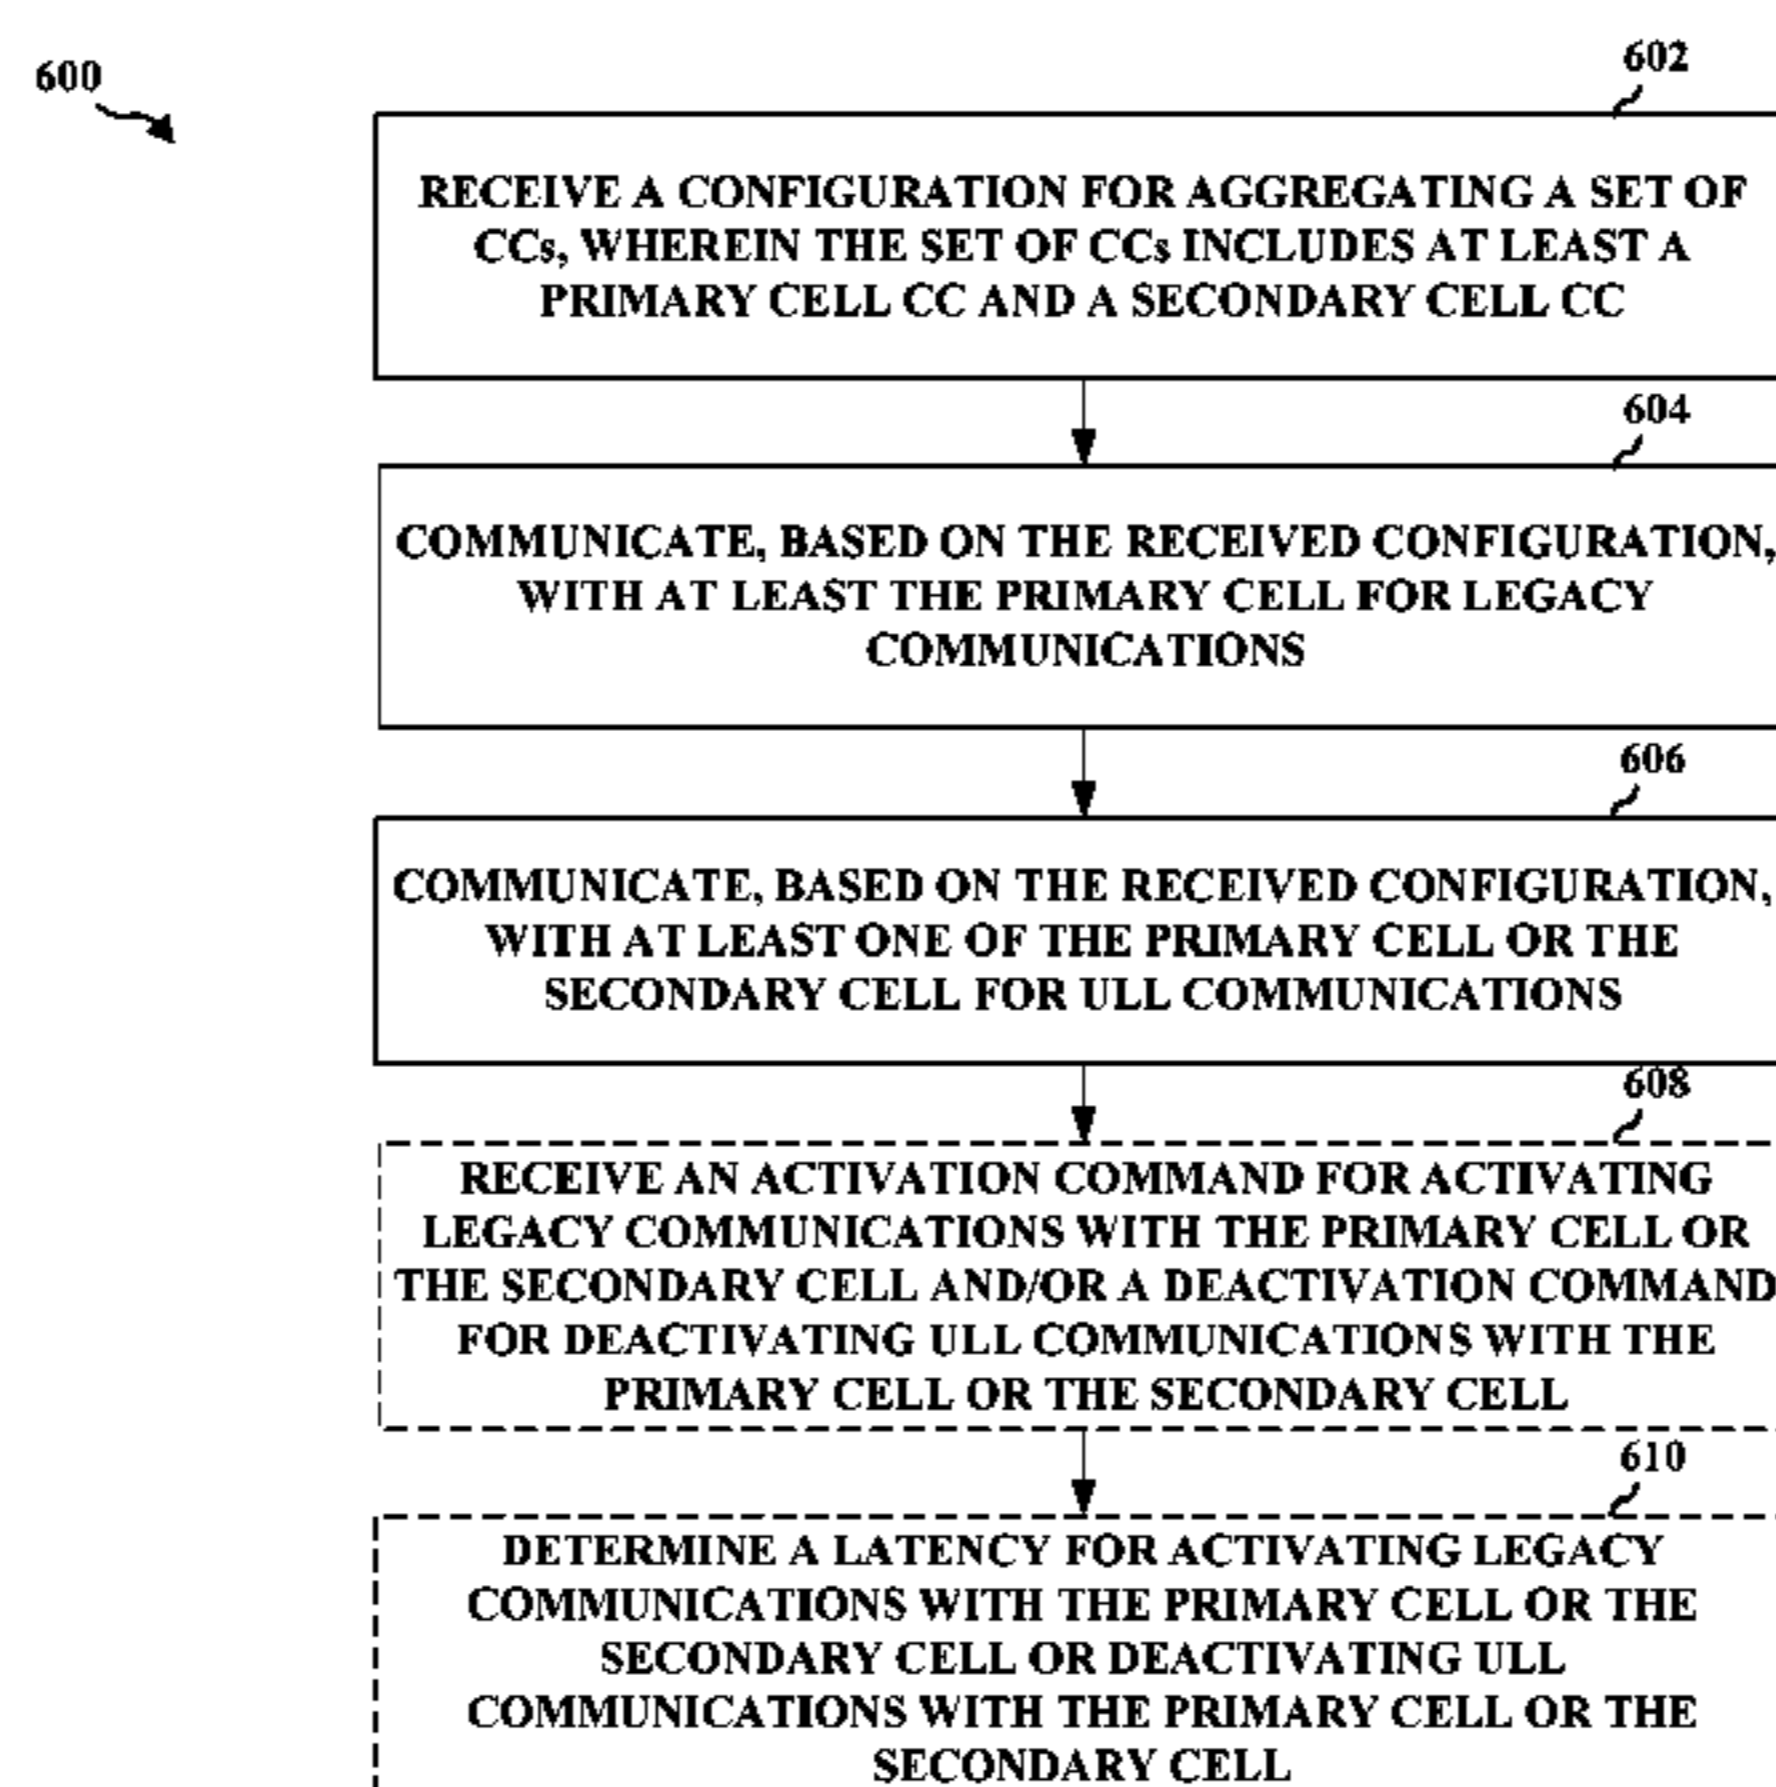 600
602
RECEIVE A CONFIGURATION FOR AGGREGATING A SET OF
CCs, WHEREIN THE SET OF CCs INCLUDES AT LEAST A
PRIMARY CELL CC AND A SECONDARY CELL CC
604
COMMUNICATE, BASED ON THE RECEIVED CONFIGURATION,
WITH AT LEAST THE PRIMARY CELL FOR LEGACY
COMMUNICATIONS
606
COMMUNICATE, BASED ON THE RECEIVED CONFIGURATION,
WITH AT LEAST ONE OF THE PRIMARY CELL OR THE
SECONDARY CELL FOR ULL COMMUNICATIONS
608
RECEIVE AN ACTIVATION COMMAND FOR ACTIVATING
LEGACY COMMUNICATIONS WITH THE PRIMARY CELL OR
THE SECONDARY CELL AND/OR A DEACTIVATION COMMAND
FOR DEACTIVATING ULL COMMUNICATIONS WITH THE
PRIMARY CELL OR THE SECONDARY CELL
610
DETERMINE A LATENCY FOR ACTIVATING LEGACY
COMMUNICATIONS WITH THE PRIMARY CELL OR THE
SECONDARY CELL OR DEACTIVATING ULL
COMMUNICATIONS WITH THE PRIMARY CELL OR THE
SECONDARY CELL